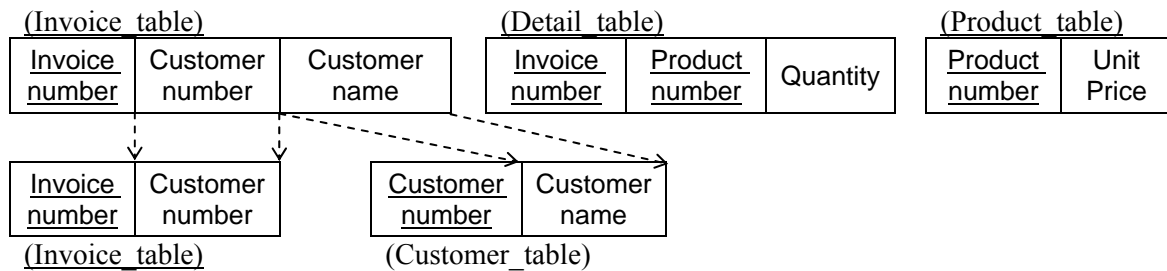 (Invoice_table)
(Detail_table)
(Product_table)
Invoice number
Customer number
Customer name
Invoice number
Product number
Quantity
Product number
Unit Price
Invoice number
Customer number
Customer number
Customer name
(Invoice_table)
(Customer_table)